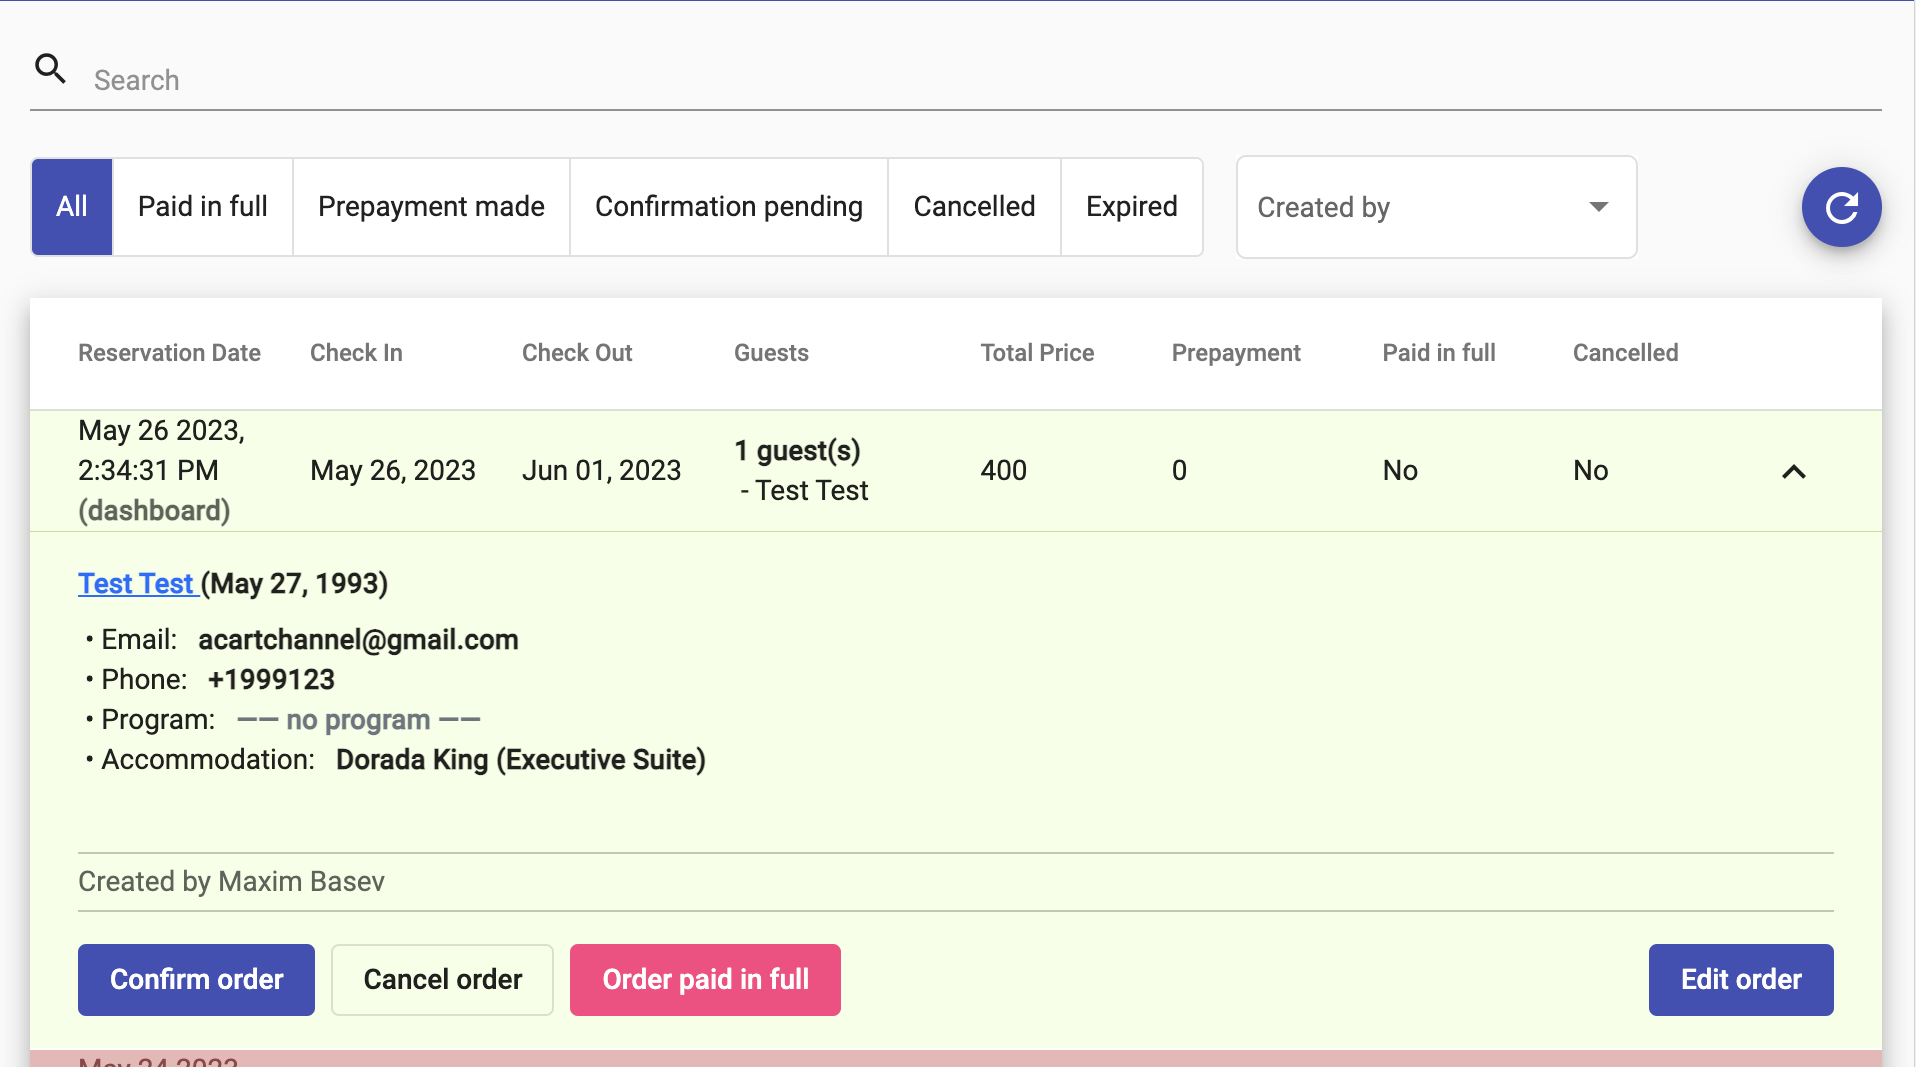 Search
All
Paid in full
Prepayment made
Confirmation pending
Cancelled
Expired
Created by
Reservation Date Check In Check Out Guests Total Price Prepayment Paid in full Cancelled
May 26 2023,
2:34:31 PM
(dashboard)
May 26, 2023
Jun 01, 2023
1 guest(s)
- Test Test
400
0
No
No
Test Test (May 27, 1993)
• Email: acartchannel@gmail.com
• Phone: +1999123
• Program: —— no program ——
• Accommodation: Dorada King (Executive Suite)
Created by Maxim Basev
Confirm order
Cancel order
Order paid in full
Edit order
May 24 2023